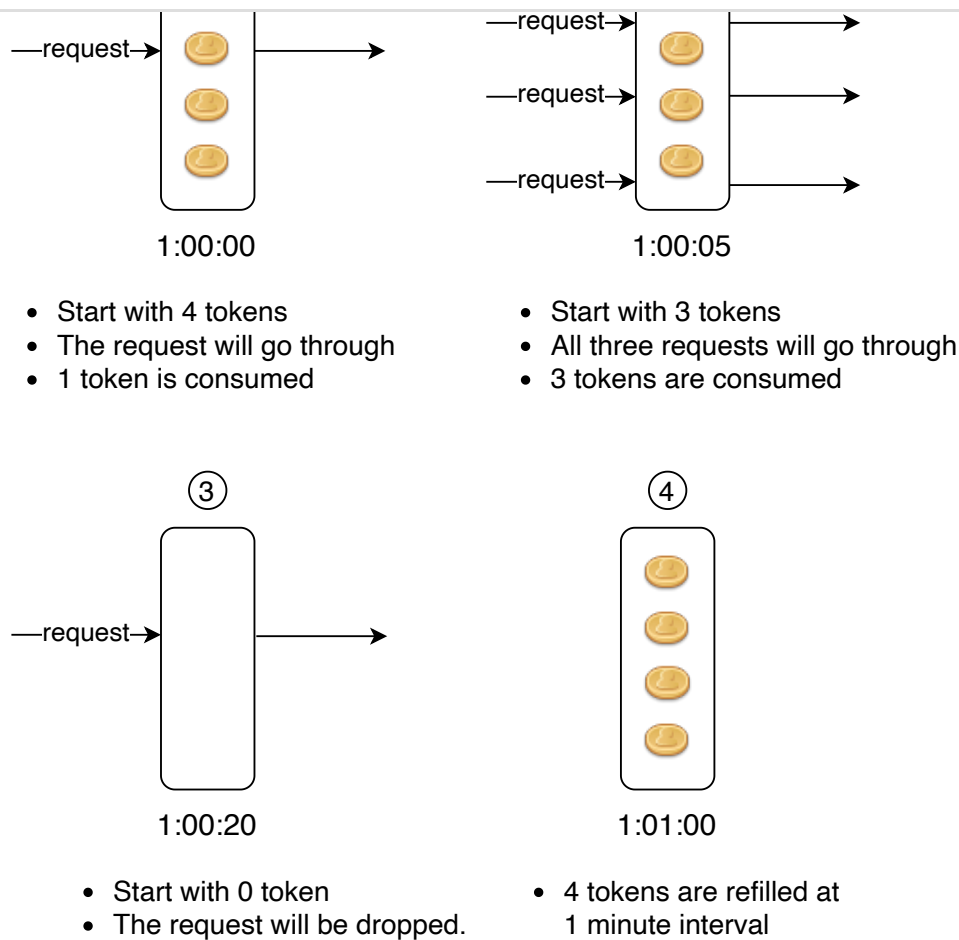 request
request
request
request
1:00:00
1:00:05
• Start with 4 tokens
• The request will go through
• 1 token is consumed
• Start with 3 tokens
• All three requests will go through
• 3 tokens are consumed
3
4
request
1:00:20
1:01:00
• Start with 0 token
• The request will be dropped.
• 4 tokens are refilled at
1 minute interval